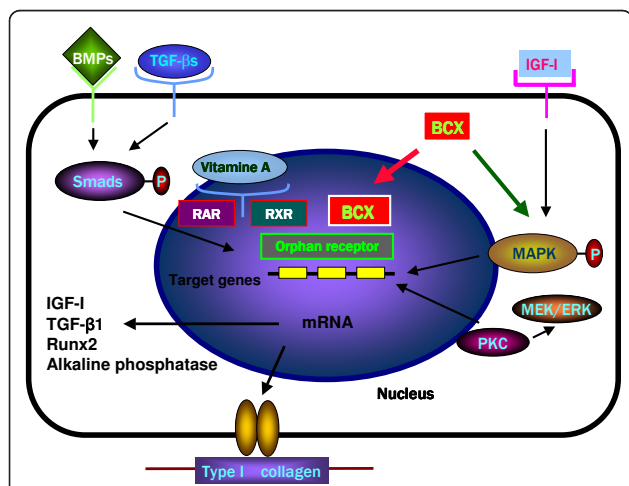 BMPs
TGF-βs
IGF-I
BCX
Smads
P
Vitamine A
RAR
RXR
BCX
Orphan receptor
MAPK
P
Target genes
IGF-I
TGF-β1
Runx2
Alkaline phosphatase
mRNA
MEK/ERK
PKC
Nucleus
Type I collagen